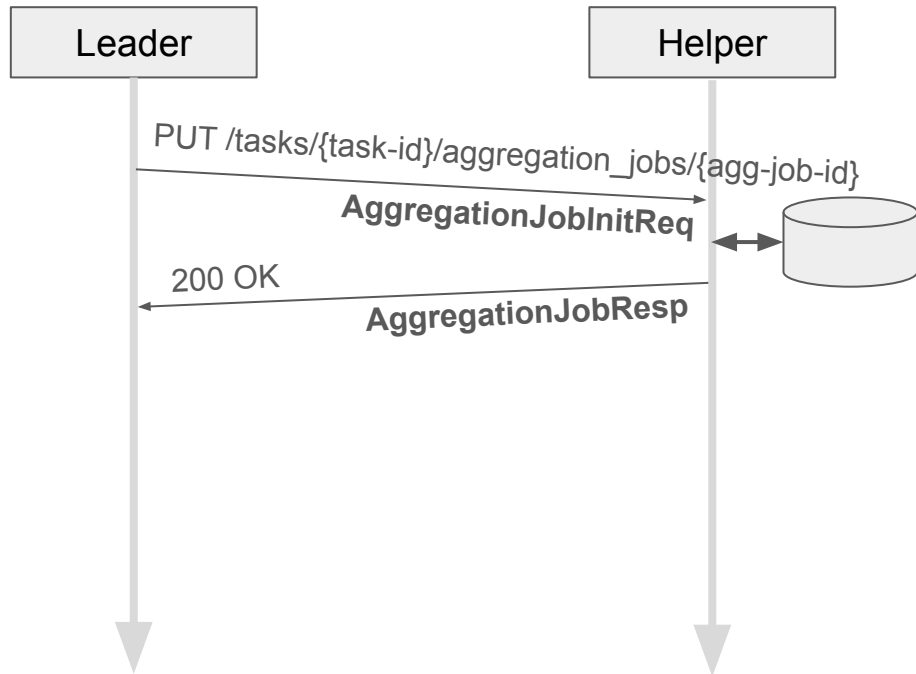 Leader
Helper
PUT /tasks/{task-id}/aggregation_jobs/{agg-job-id}
AggregationJobInitReq
200 OK
AggregationJobResp